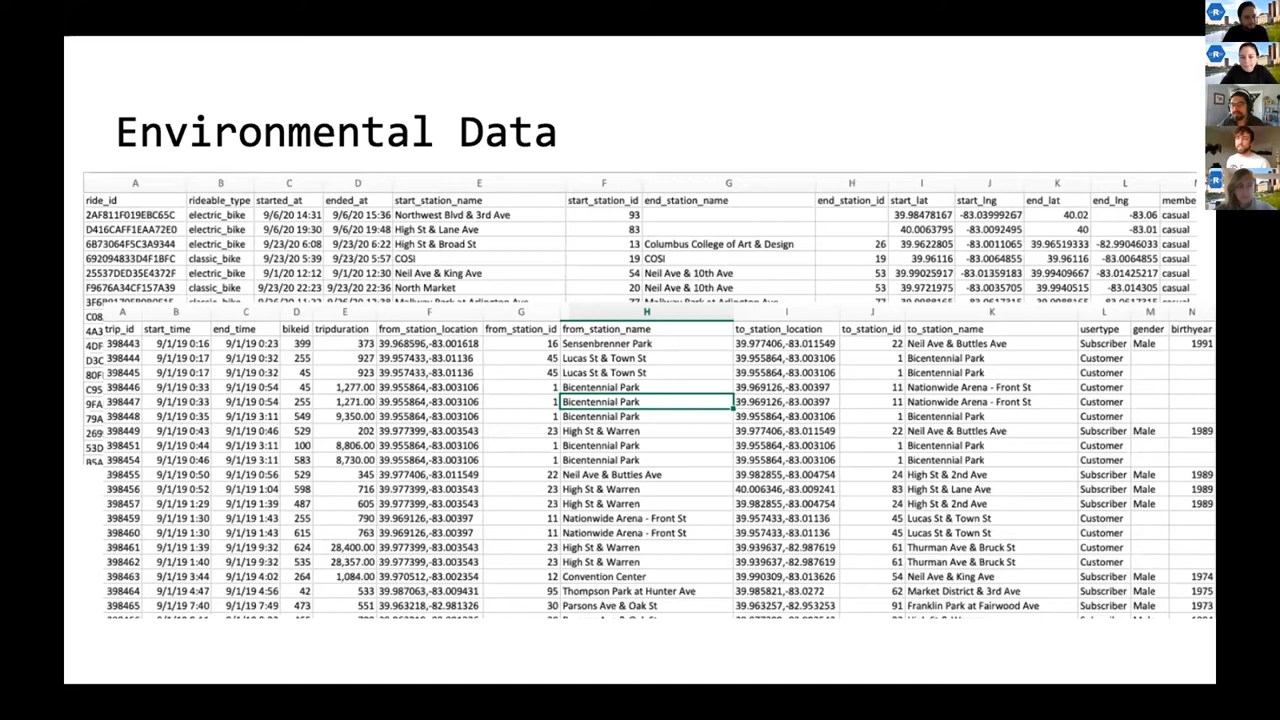 Environmental Data
A B C D E F G H I J K L
ride_id rideable_type started_at ended_at start_station_name start_station_id end_station_name end_station_id start_lat start_lng end_lat end_lng membe
2AF811F019EBC65C electric_bike 9/6/20 14:31 9/6/20 15:36 Northwest Blvd & 3rd Ave 93 39.98478167 -83.03999267 40.02 -83.06 casual
D416CAFF1EAA72E0 electric_bike 9/6/20 19:30 9/6/20 19:48 High St & Lane Ave 83 40.0063795 -83.0092495 40 -83.01 casual
6B73064F5C3A9344 electric_bike 9/23/20 6:08 9/23/20 6:22 High St & Broad St 13 Columbus College of Art & Design 26 39.9622805 -83.0011065 39.96519333 -82.99046033 casual
692094833D4F1BFC classic_bike 9/23/20 5:39 9/23/20 5:57 COSI 19 COSI 19 39.96116 -83.0064855 39.96116 -83.0064855 casual
25537DED35E4372F electric_bike 9/1/20 12:12 9/1/20 12:30 Neil Ave & King Ave 54 Neil Ave & 10th Ave 53 39.99025917 -83.01359183 39.99409667 -83.01425217 casual
F9676A34CF157A39 classic_bike 9/23/20 22:23 9/23/20 22:36 North Market 20 Neil Ave & 10th Ave 53 39.9721975 -83.0005735 39.9940815 -83.014305 casual
C08
4A3
4DF
D3C
80F
C95
9FA
79A
269
53D
B5A
A B C D E F G H I J K L M N
trip_id start_time end_time bikeid tripduration from_station_location from_station_id from_station_name to_station_location to_station_id to_station_name usertype gender birthyear
398443 9/1/19 0:16 9/1/19 0:23 399 373 39.968596,-83.001618 16 Sensenbrenner Park 39.977406,-83.011549 22 Neil Ave & Buttles Ave Subscriber Male 1991
398444 9/1/19 0:17 9/1/19 0:32 255 927 39.957433,-83.01136 45 Lucas St & Town St 39.955864,-83.003106 1 Bicentennial Park Customer
398445 9/1/19 0:17 9/1/19 0:32 45 923 39.957433,-83.01136 45 Lucas St & Town St 39.955864,-83.003106 1 Bicentennial Park Customer
398446 9/1/19 0:33 9/1/19 0:54 45 1,277.00 39.955864,-83.003106 1 Bicentennial Park 39.969126,-83.00397 11 Nationwide Arena - Front St Customer
398447 9/1/19 0:33 9/1/19 0:54 255 1,271.00 39.955864,-83.003106 1 Bicentennial Park 39.969126,-83.00397 11 Nationwide Arena - Front St Customer
398448 9/1/19 0:35 9/1/19 3:11 549 9,350.00 39.955864,-83.003106 1 Bicentennial Park 39.955864,-83.003106 1 Bicentennial Park Customer
398449 9/1/19 0:43 9/1/19 0:46 529 202 39.977399,-83.003543 23 High St & Warren 39.977406,-83.011549 22 Neil Ave & Buttles Ave Subscriber Male 1989
398451 9/1/19 0:44 9/1/19 3:11 100 8,806.00 39.955864,-83.003106 1 Bicentennial Park 39.955864,-83.003106 1 Bicentennial Park Customer
398454 9/1/19 0:46 9/1/19 3:11 583 8,730.00 39.955864,-83.003106 1 Bicentennial Park 39.955864,-83.003106 1 Bicentennial Park Customer
398455 9/1/19 0:50 9/1/19 0:56 529 345 39.977406,-83.011549 22 Neil Ave & Buttles Ave 39.982855,-83.004754 24 High St & 2nd Ave Subscriber Male 1989
398456 9/1/19 0:52 9/1/19 1:04 598 716 39.977399,-83.003543 23 High St & Warren 40.006346,-83.009241 83 High St & Lane Ave Subscriber Male 1989
398457 9/1/19 1:29 9/1/19 1:39 487 605 39.977399,-83.003543 23 High St & Warren 39.982855,-83.004754 24 High St & 2nd Ave Subscriber Male 1989
398459 9/1/19 1:30 9/1/19 1:43 255 790 39.969126,-83.00397 11 Nationwide Arena - Front St 39.957433,-83.01136 45 Lucas St & Town St Customer
398460 9/1/19 1:30 9/1/19 1:43 615 763 39.969126,-83.00397 11 Nationwide Arena - Front St 39.957433,-83.01136 45 Lucas St & Town St Customer
398461 9/1/19 1:39 9/1/19 9:32 624 28,400.00 39.977399,-83.003543 23 High St & Warren 39.939637,-82.987619 61 Thurman Ave & Bruck St Customer
398462 9/1/19 1:40 9/1/19 9:32 535 28,357.00 39.977399,-83.003543 23 High St & Warren 39.939637,-82.987619 61 Thurman Ave & Bruck St Customer
398463 9/1/19 3:44 9/1/19 4:02 264 1,084.00 39.970512,-83.002354 12 Convention Center 39.990309,-83.013626 54 Neil Ave & King Ave Subscriber Male 1974
398464 9/1/19 4:47 9/1/19 4:56 42 533 39.987063,-83.009431 95 Thompson Park at Hunter Ave 39.985821,-83.0272 62 Market District & 3rd Ave Subscriber Male 1975
398465 9/1/19 7:40 9/1/19 7:49 473 551 39.963218,-82.981326 30 Parsons Ave & Oak St 39.963257,-82.953253 91 Franklin Park at Fairwood Ave Subscriber Male 1973